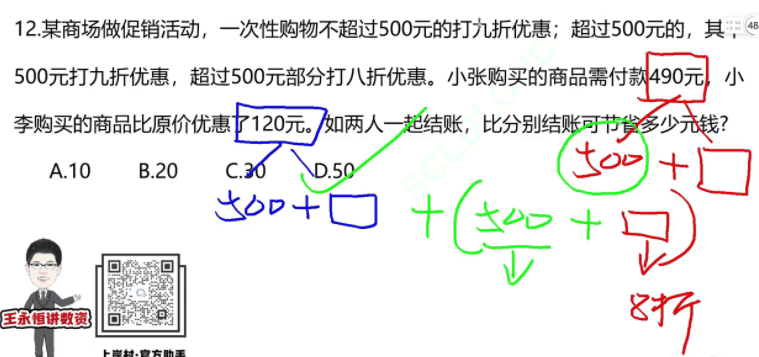 12.某商场做促销活动，一次性购物不超过500元的打九折优惠；超过500元的，其中
500元打九折优惠，超过500元部分打八折优惠。小张购买的商品需付款490元，小
李购买的商品比原价优惠了120元。如两人一起结账，比分别结账可节省多少元钱？
A.10 B.20 C.30 D.50
500 + □
500 + □
+ ( 500 + □ )
8折
王永恒讲数资
上岸村·官方助手
48